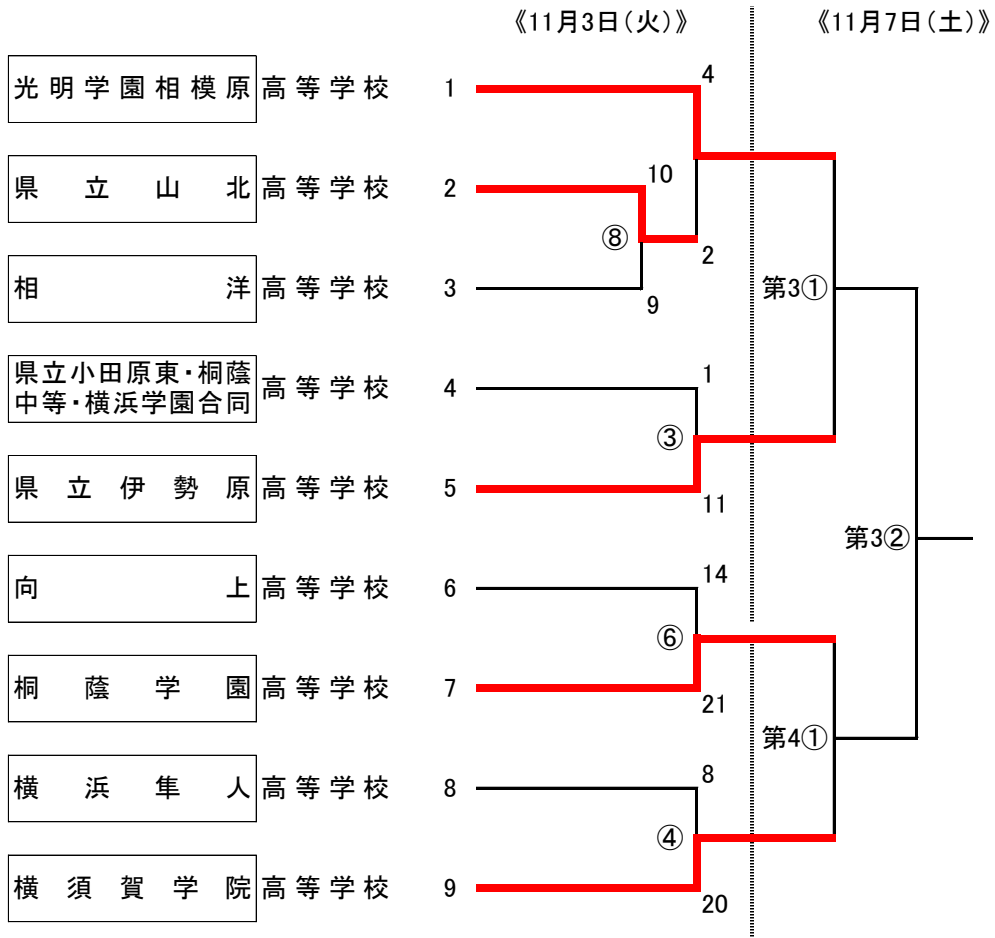 《11月3日(火)》
《11月7日(土)》
光明学園相模原 高等学校 1
4
県立山北 高等学校 2
10
⑧
2
相洋 高等学校 3
9
第3①
県立小田原東・桐蔭
中等・横浜学園合同
高等学校 4
1
③
県立伊勢原 高等学校 5
11
第3②
向上 高等学校 6
14
⑥
桐蔭学園 高等学校 7
21
第4①
横浜隼人 高等学校 8
8
④
横須賀学院 高等学校 9
20